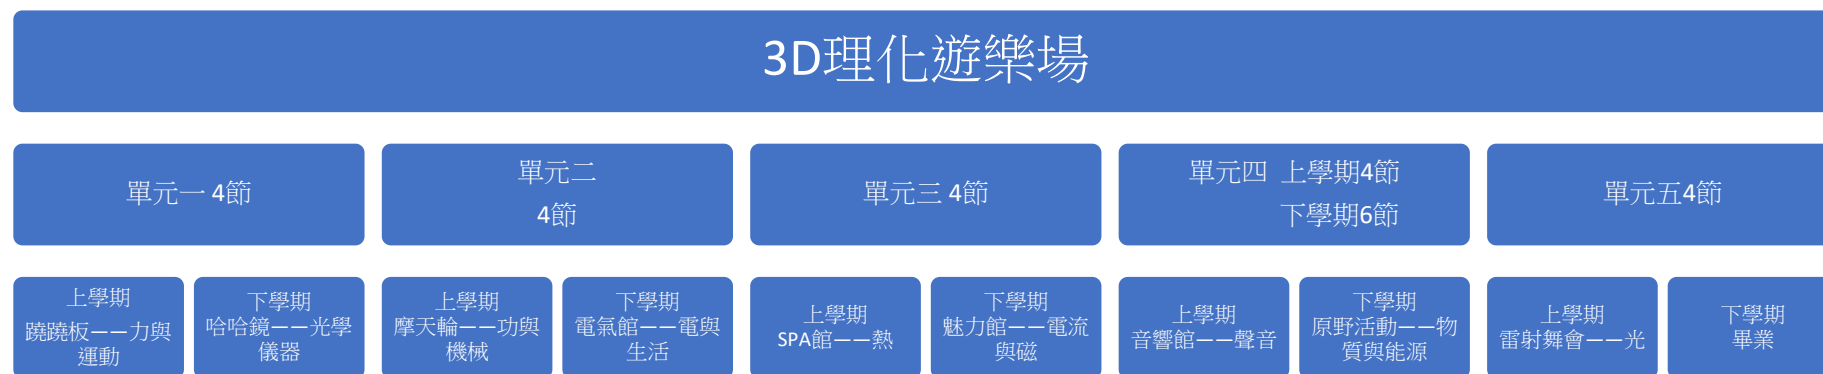 3D理化遊樂場
單元一 4節
單元二
4節
單元三 4節
單元四 上學期4節
下學期6節
單元五4節
上學期
蹺蹺板——力與
運動
下學期
哈哈鏡——光學
儀器
上學期
摩天輪——功與
機械
下學期
電氣館——電與
生活
上學期
SPA館——熱
下學期
魅力館——電流
與磁
上學期
音響館——聲音
下學期
原野活動——物
質與能源
上學期
雷射舞會——光
下學期
畢業